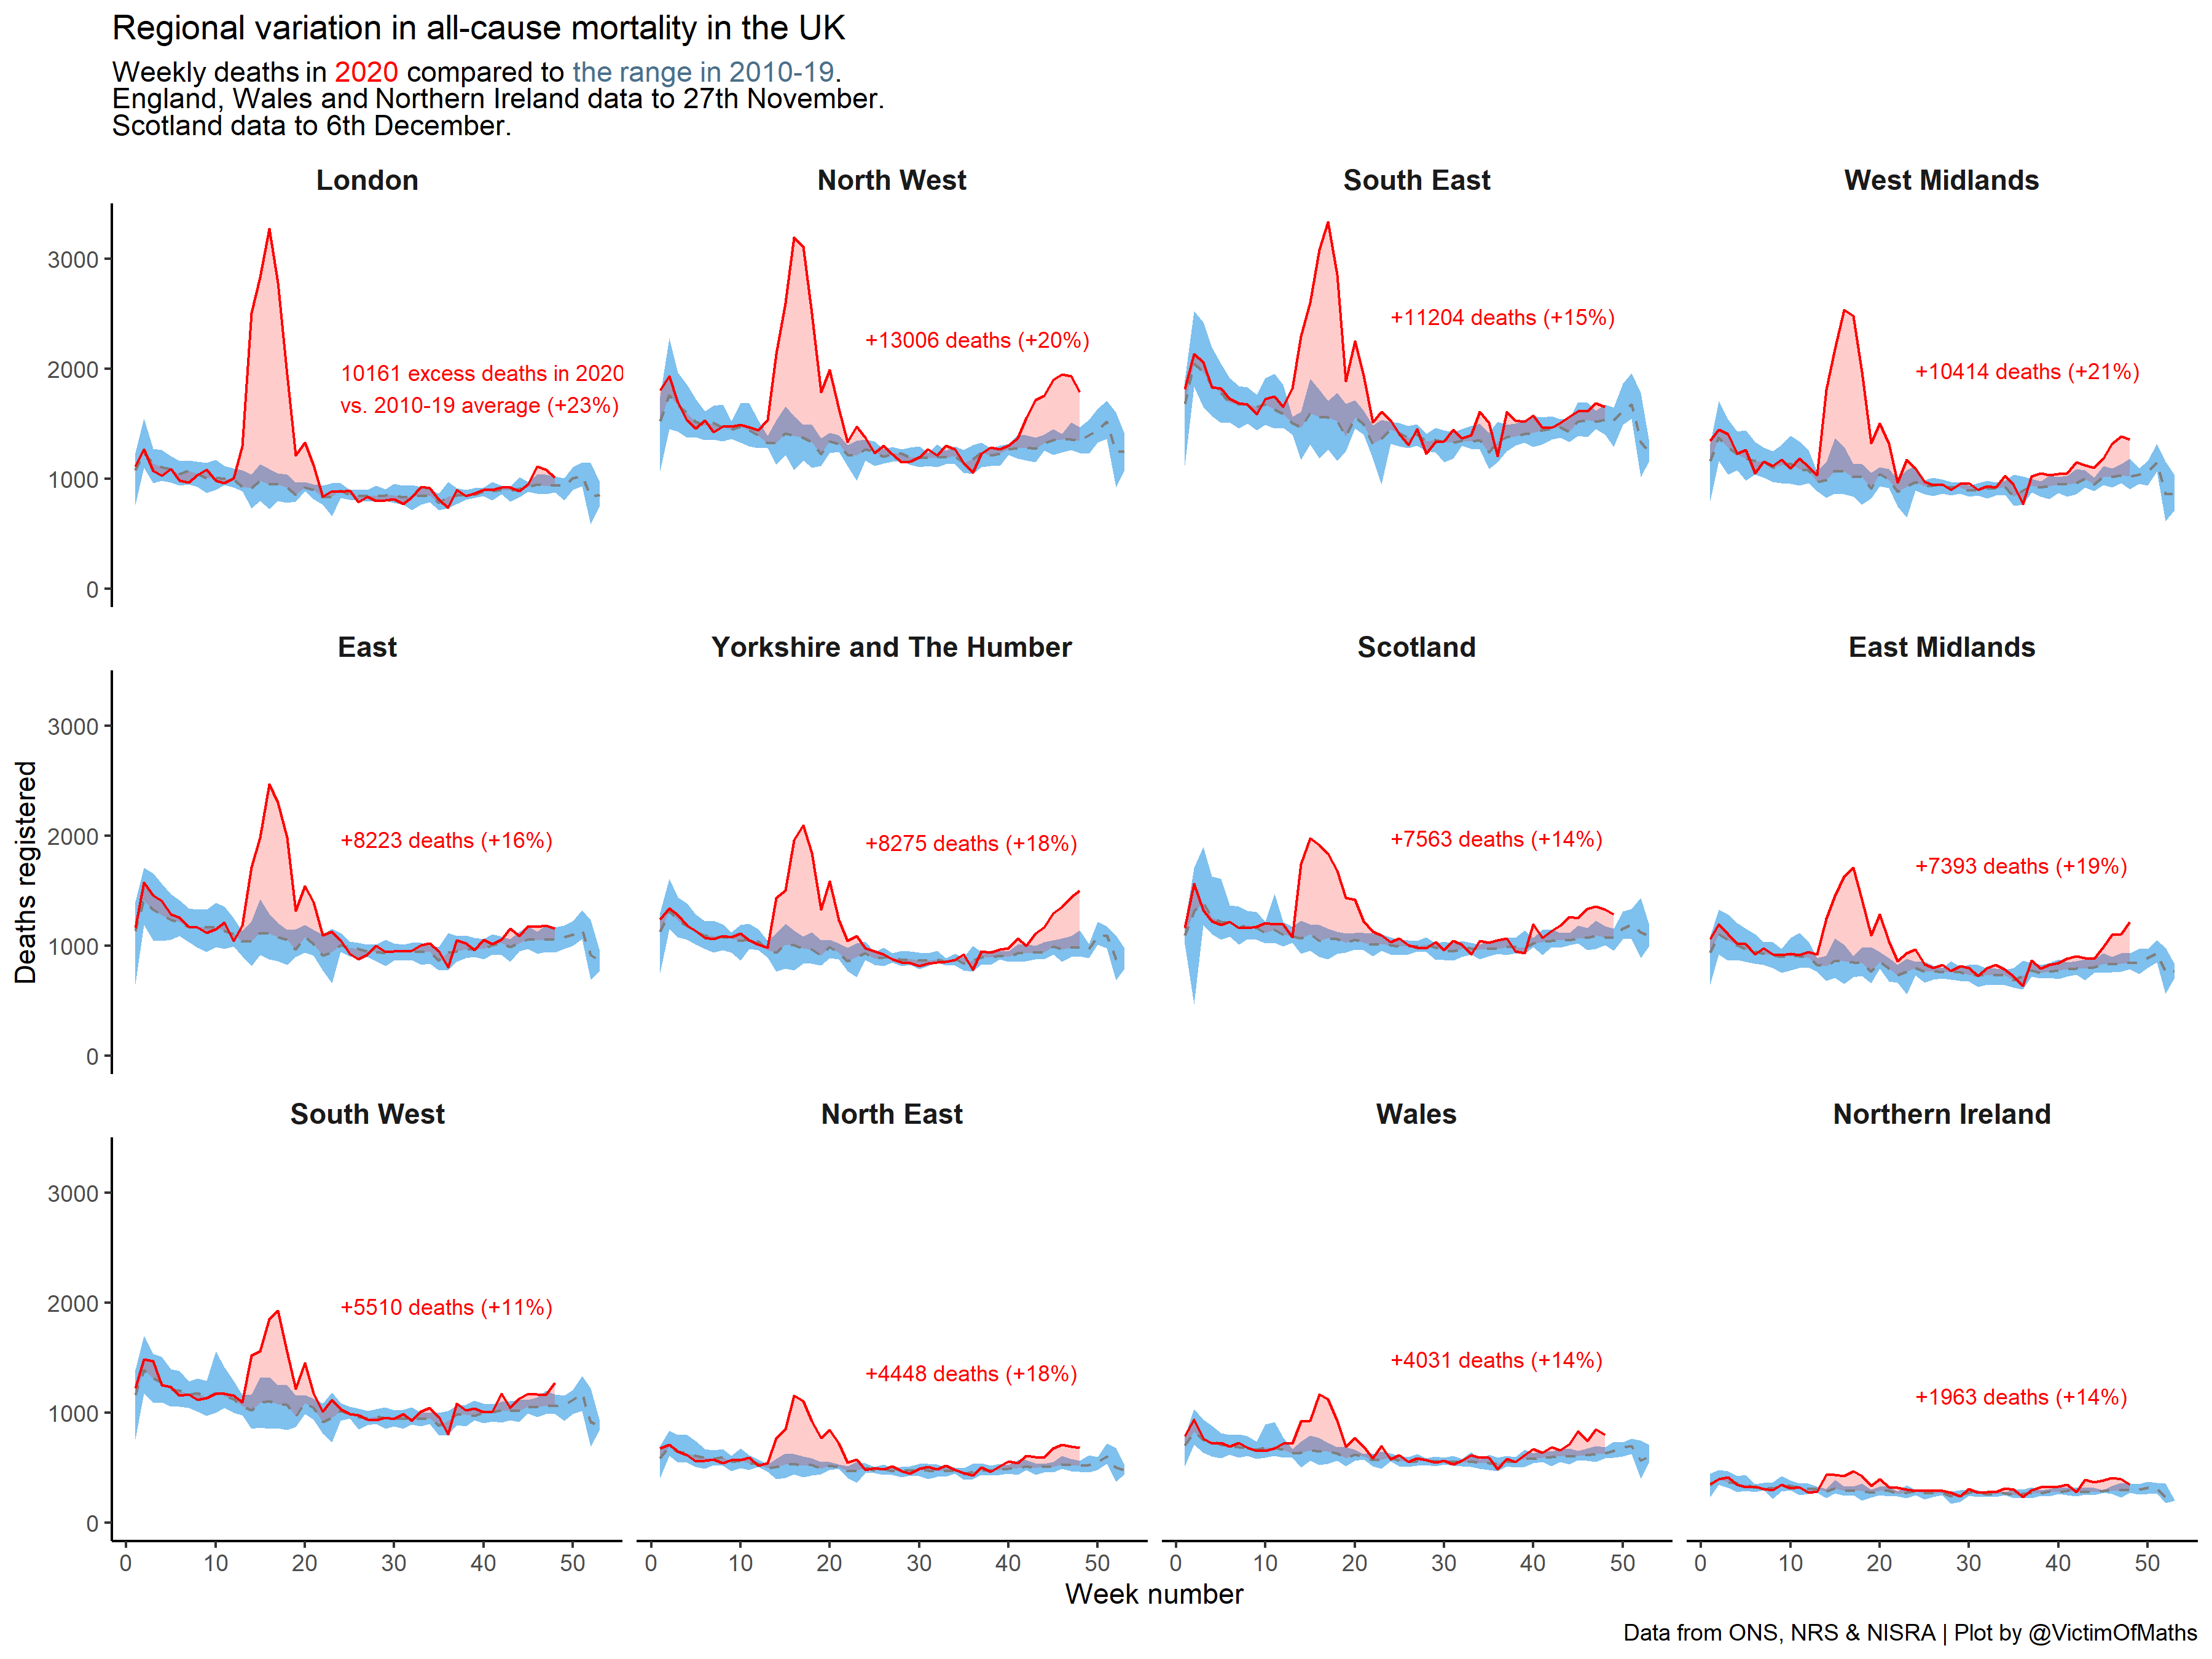 Regional variation in all-cause mortality in the UK
Weekly deaths in 2020 compared to the range in 2010-19.
England, Wales and Northern Ireland data to 27th November.
Scotland data to 6th December.
London
North West
South East
West Midlands
3000
2000
1000
0
10161 excess deaths in 2020
vs. 2010-19 average (+23%)
+13006 deaths (+20%)
+11204 deaths (+15%)
+10414 deaths (+21%)
East
Yorkshire and The Humber
Scotland
East Midlands
Deaths registered
3000
2000
1000
0
+8223 deaths (+16%)
+8275 deaths (+18%)
+7563 deaths (+14%)
+7393 deaths (+19%)
South West
North East
Wales
Northern Ireland
3000
2000
1000
0
+5510 deaths (+11%)
+4448 deaths (+18%)
+4031 deaths (+14%)
+1963 deaths (+14%)
0 10 20 30 40 50
0 10 20 30 40 50
0 10 20 30 40 50
0 10 20 30 40 50
Week number
Data from ONS, NRS & NISRA | Plot by @VictimOfMaths